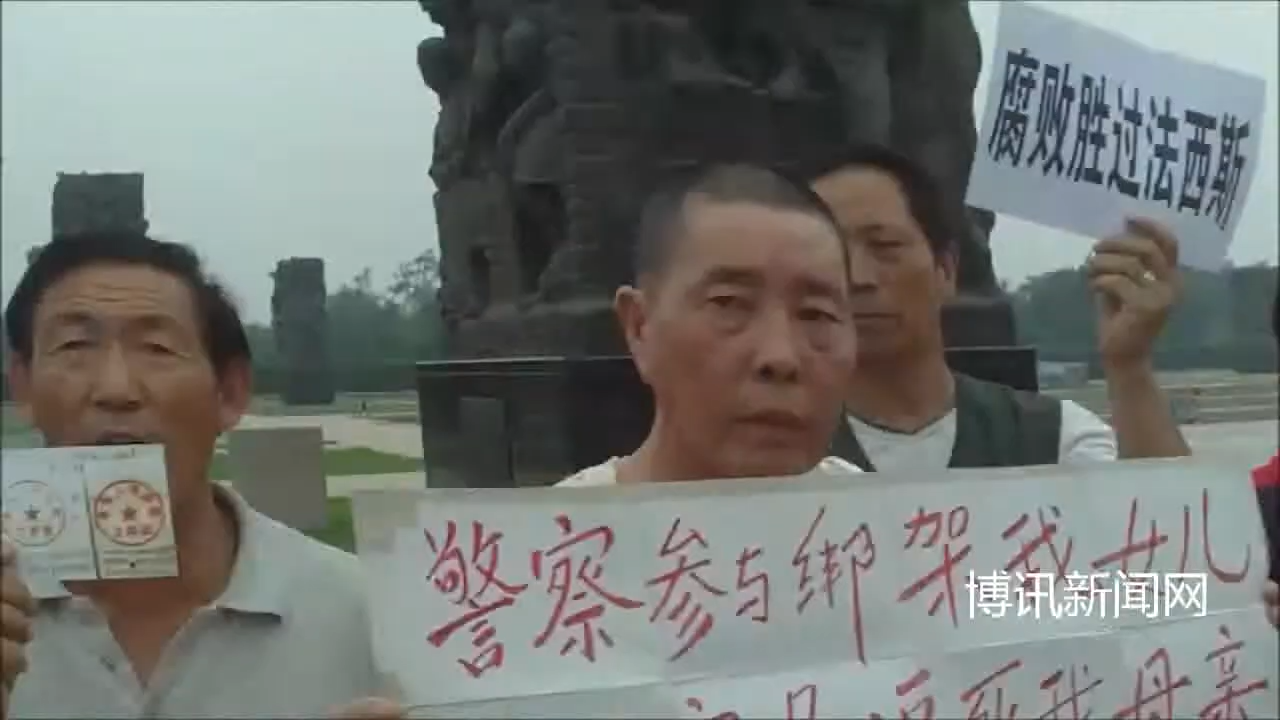 腐败胜过法西斯
警察参与绑架我女儿
死我母亲
博讯新闻网